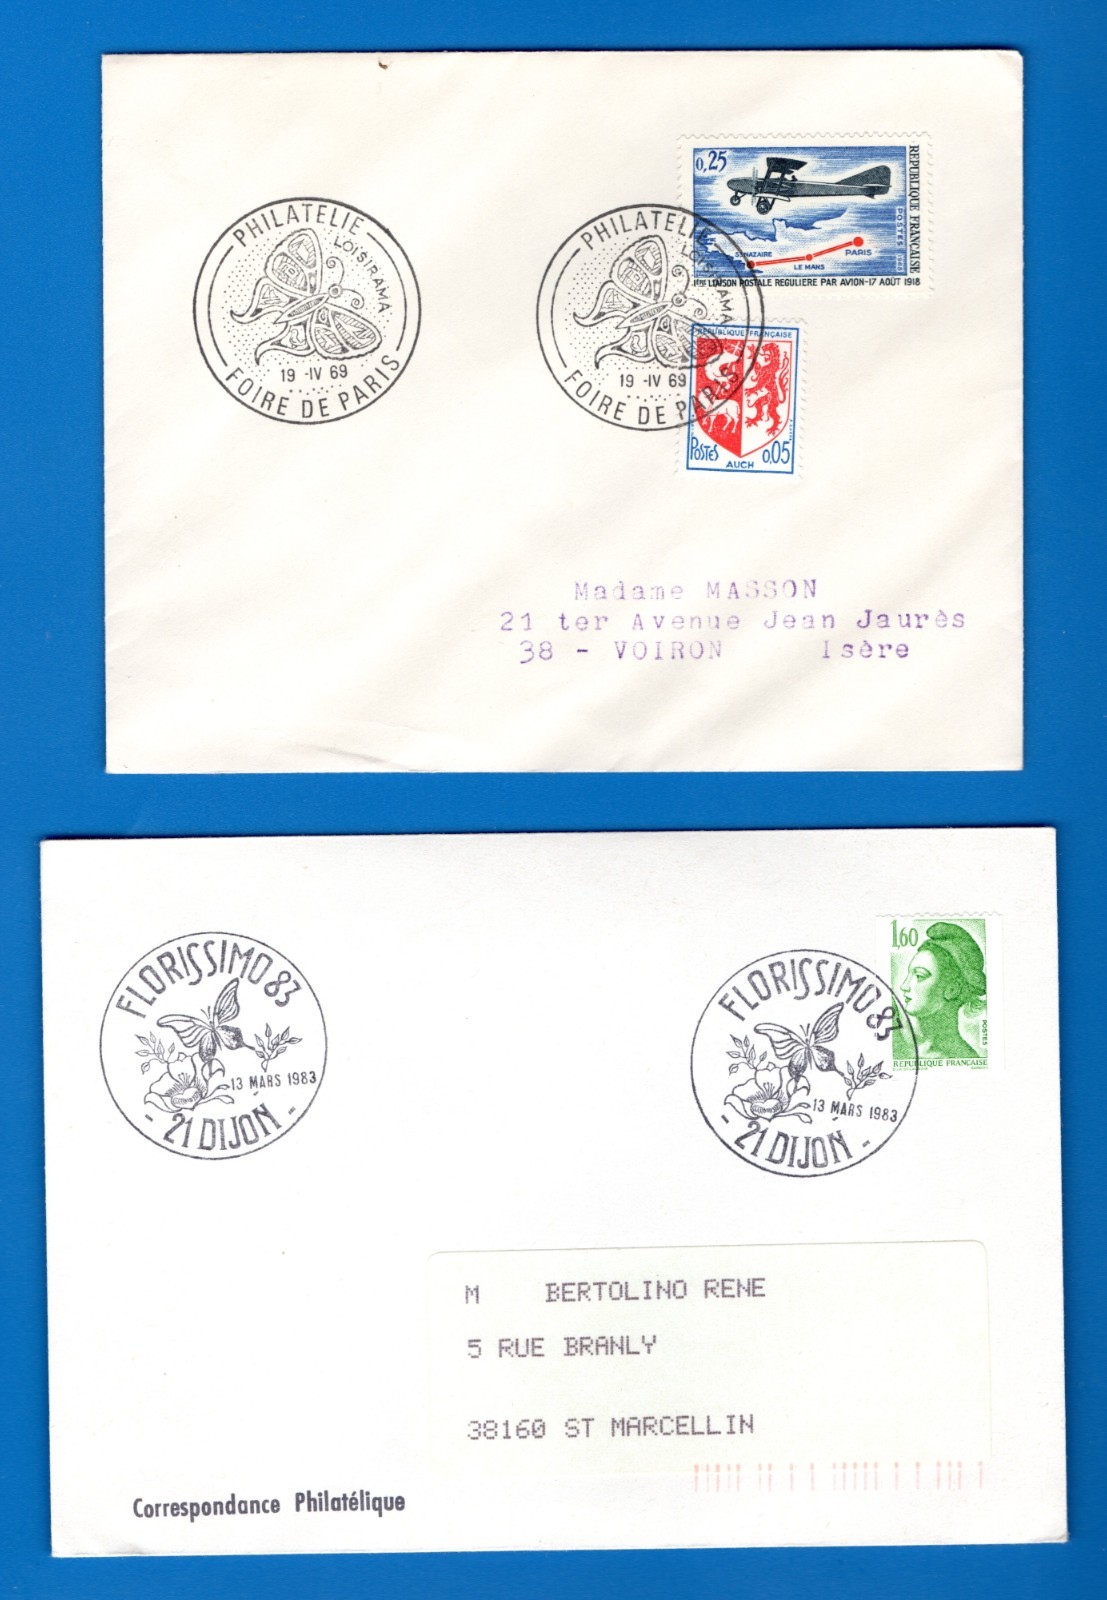 PHILATELIE
LOISIRAMA
19 -IV 69
FOIRE DE PARIS
PHILATELIE
LOISIRAMA
19 -IV 69
FOIRE DE PARIS
0,25
REPUBLIQUE FRANÇAISE
POSTES 1968
ST NAZAIRE
LE MANS
PARIS
1ÈRE LIAISON POSTALE REGULIERE PAR AVION-17 AOÛT 1918
REPUBLIQUE FRANÇAISE
POSTES
0,05
AUCH
Madame MASSON
21 ter Avenue Jean Jaurès
38 - VOIRON Isère
FLORISSIMO 83
13 MARS 1983
- 21 DIJON -
FLORISSIMO 83
13 MARS 1983
- 21 DIJON -
1,60
POSTES
REPUBLIQUE FRANÇAISE
M BERTOLINO RENE
5 RUE BRANLY
38160 ST MARCELLIN
Correspondance Philatélique